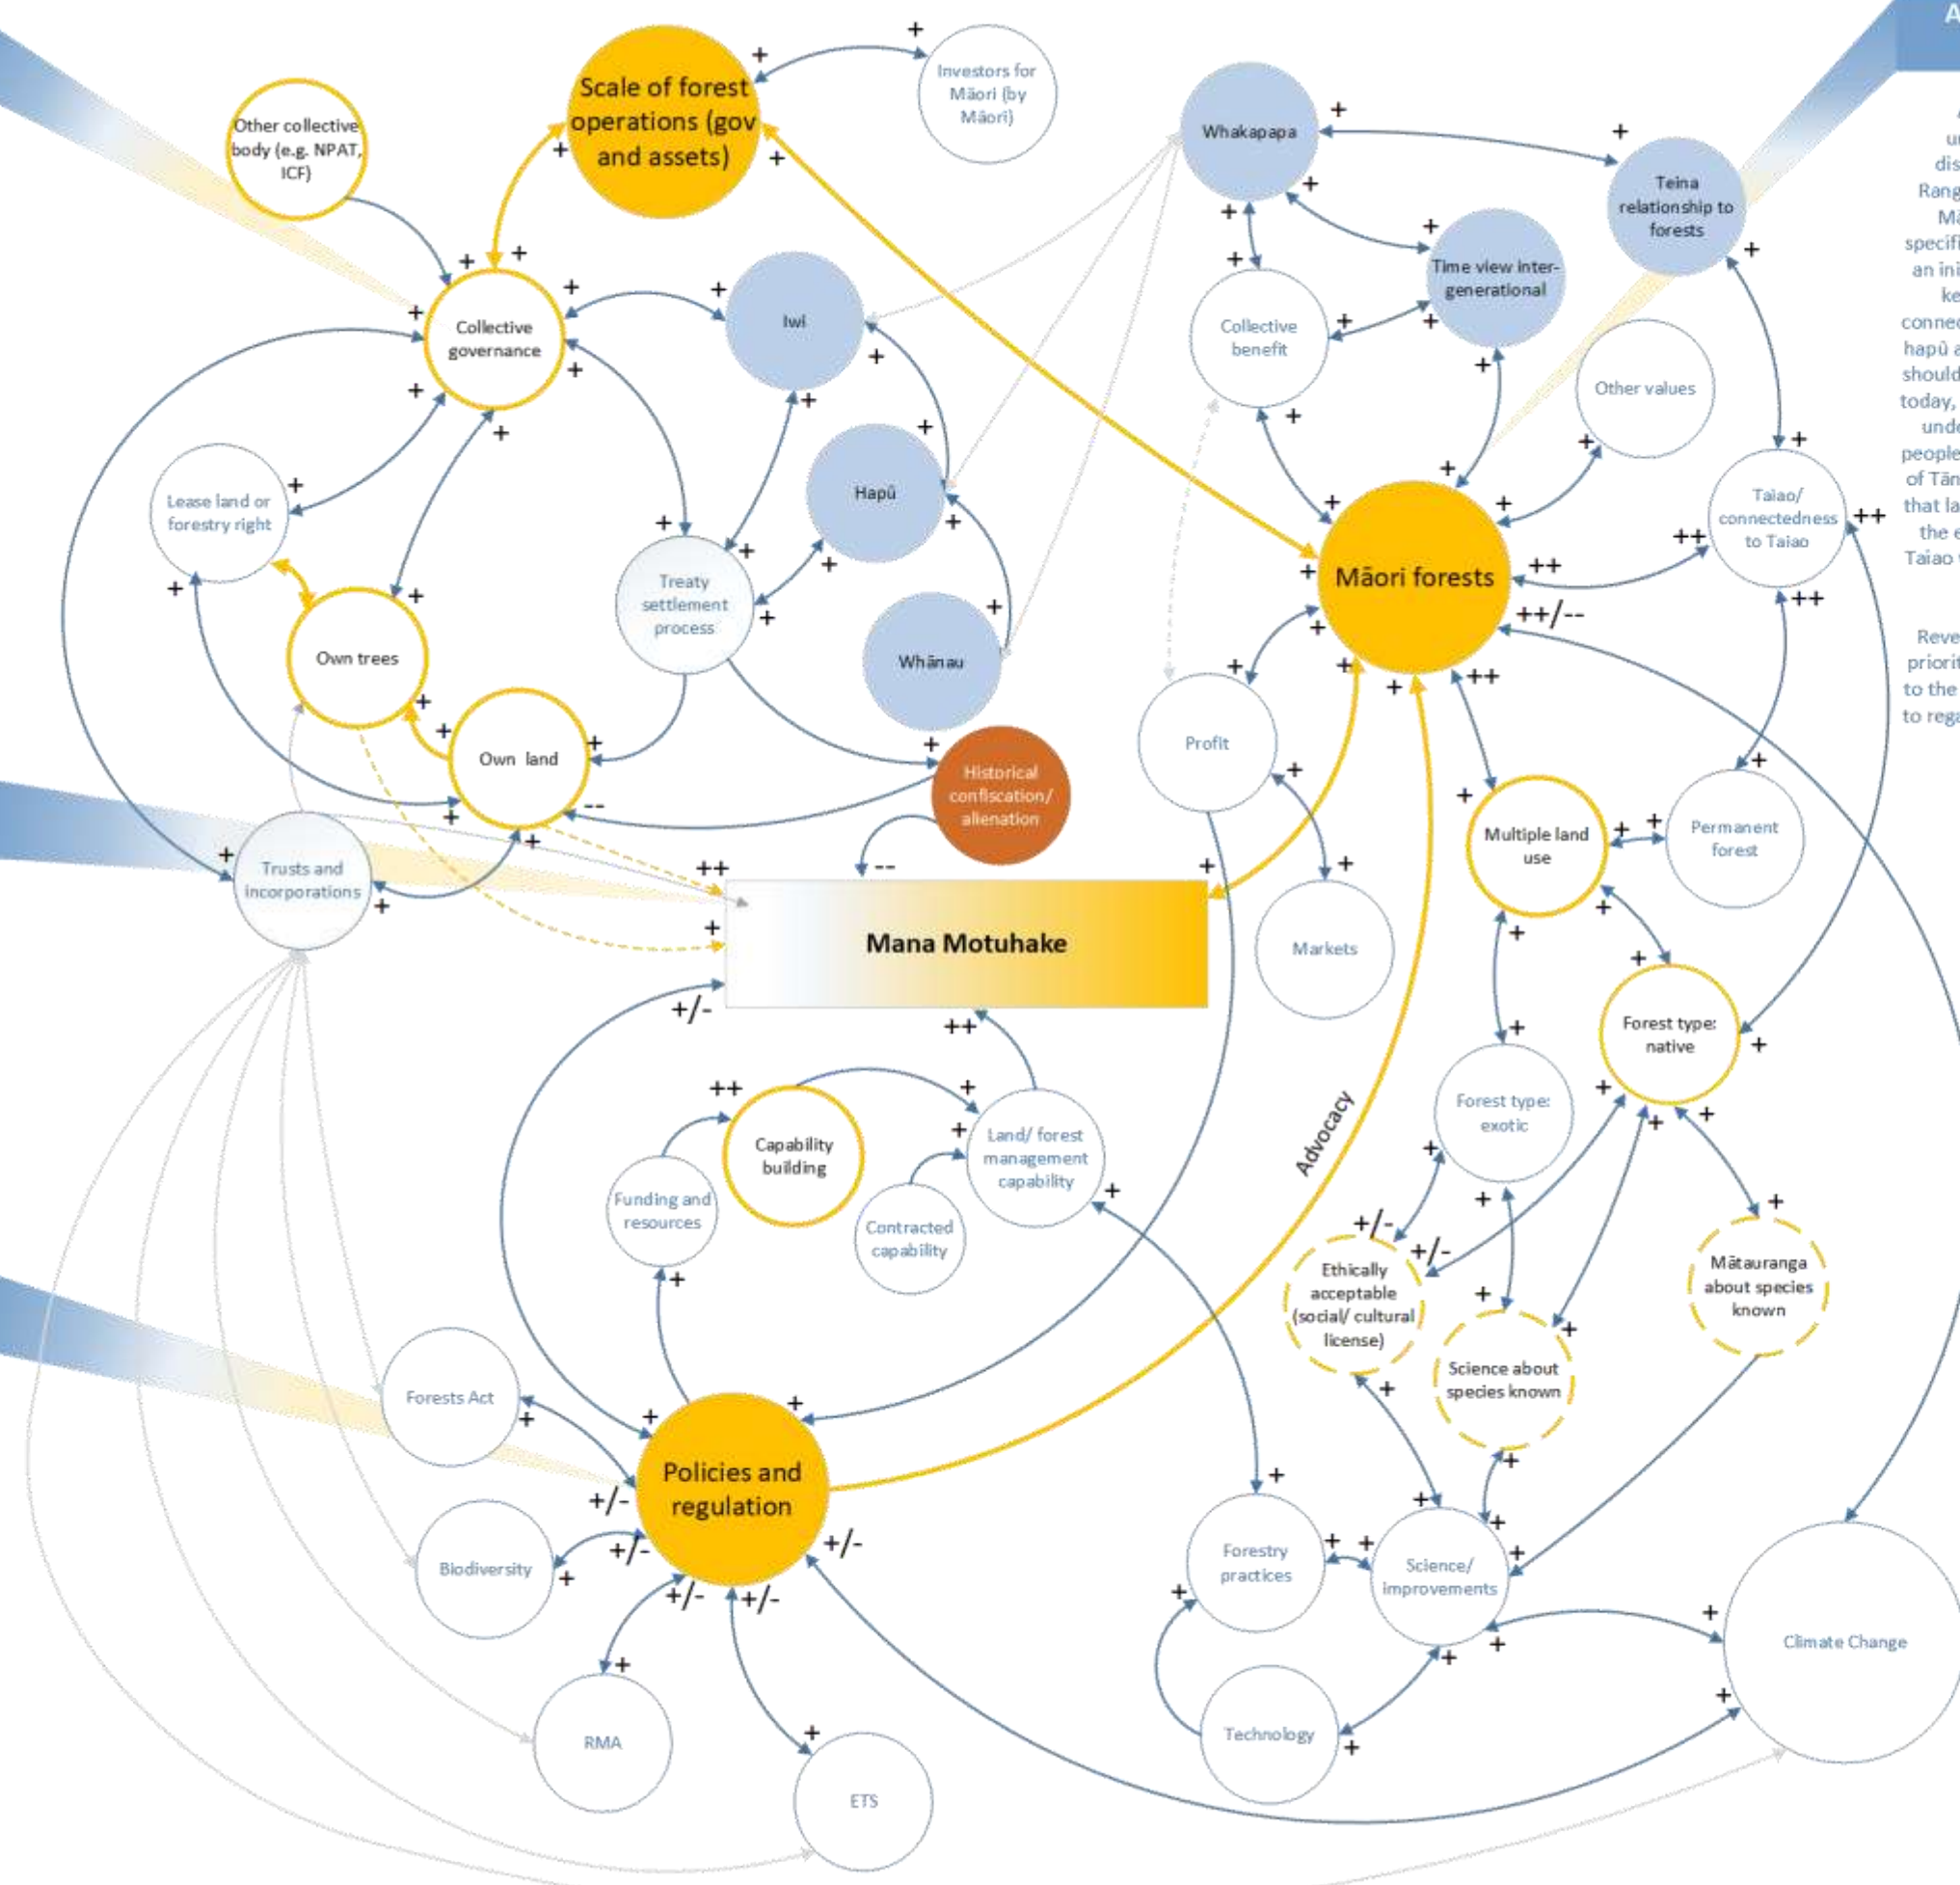 Scale of forest
operations (gov
and assets)
Investors for
Māori (by
Māori)
Other collective
body (e.g. NPAT,
ICF)
Whakapapa
Teina
relationship to
forests
Time view inter-
generational
Collective
governance
Iwi
Collective
benefit
Other values
Lease land or
forestry right
Hapū
Taiao/
connectedness
to Taiao
Treaty
settlement
process
Māori forests
Own trees
Whānau
Own land
Profit
Historical
confiscation/
alienation
Multiple land
use
Permanent
forest
Trusts and
incorporations
Mana Motuhake
Markets
Forest type:
native
Forest type:
exotic
Capability
building
Land/ forest
management
capability
Funding and
resources
Contracted
capability
Advocacy
Ethically
acceptable
(social/ cultural
license)
Mātauranga
about species
known
Science about
species known
Forests Act
Policies and
regulation
Biodiversity
Forestry
practices
Science/
improvements
Climate Change
RMA
Technology
ETS